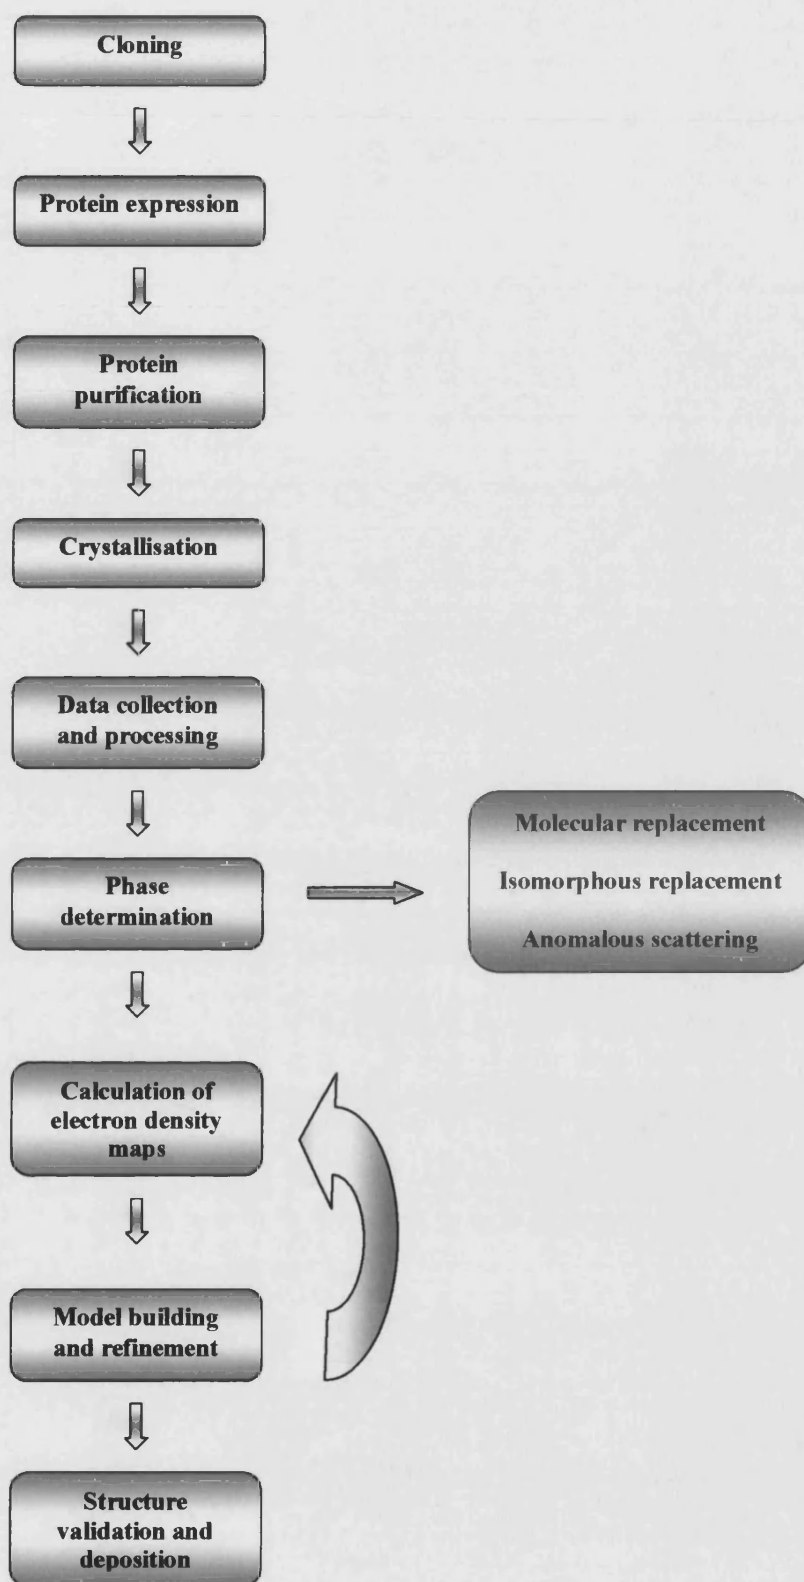 Cloning
Protein expression
Protein
purification
Crystallisation
Data collection
and processing
Phase
determination
Molecular replacement
Isomorphous replacement
Anomalous scattering
Calculation of
electron density
maps
Model building
and refinement
Structure
validation and
deposition